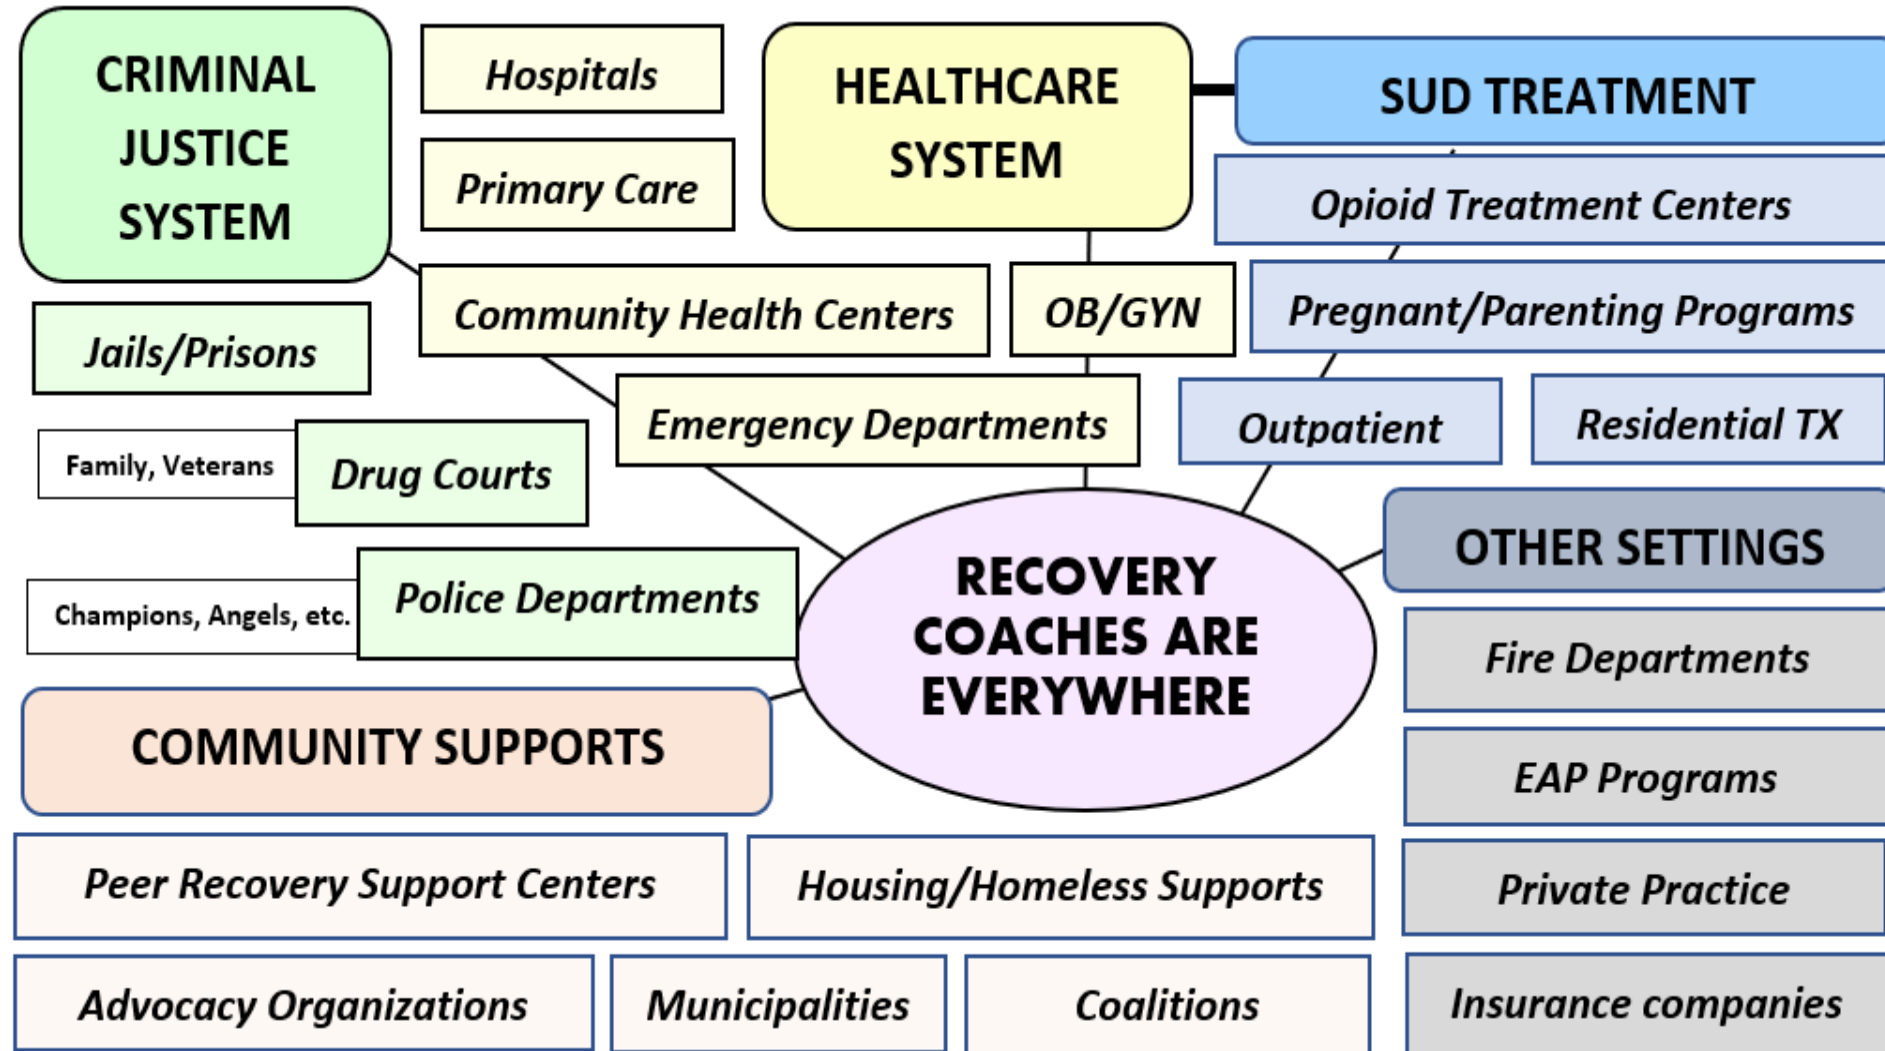 CRIMINAL
JUSTICE
SYSTEM
Hospitals
Primary Care
HEALTHCARE
SYSTEM
SUD TREATMENT
Opioid Treatment Centers
Community Health Centers
OB/GYN
Pregnant/Parenting Programs
Jails/Prisons
Emergency Departments
Outpatient
Residential TX
Family, Veterans
Drug Courts
OTHER SETTINGS
Champions, Angels, etc.
Police Departments
RECOVERY
COACHES ARE
EVERYWHERE
Fire Departments
COMMUNITY SUPPORTS
EAP Programs
Peer Recovery Support Centers
Housing/Homeless Supports
Private Practice
Advocacy Organizations
Municipalities
Coalitions
Insurance companies